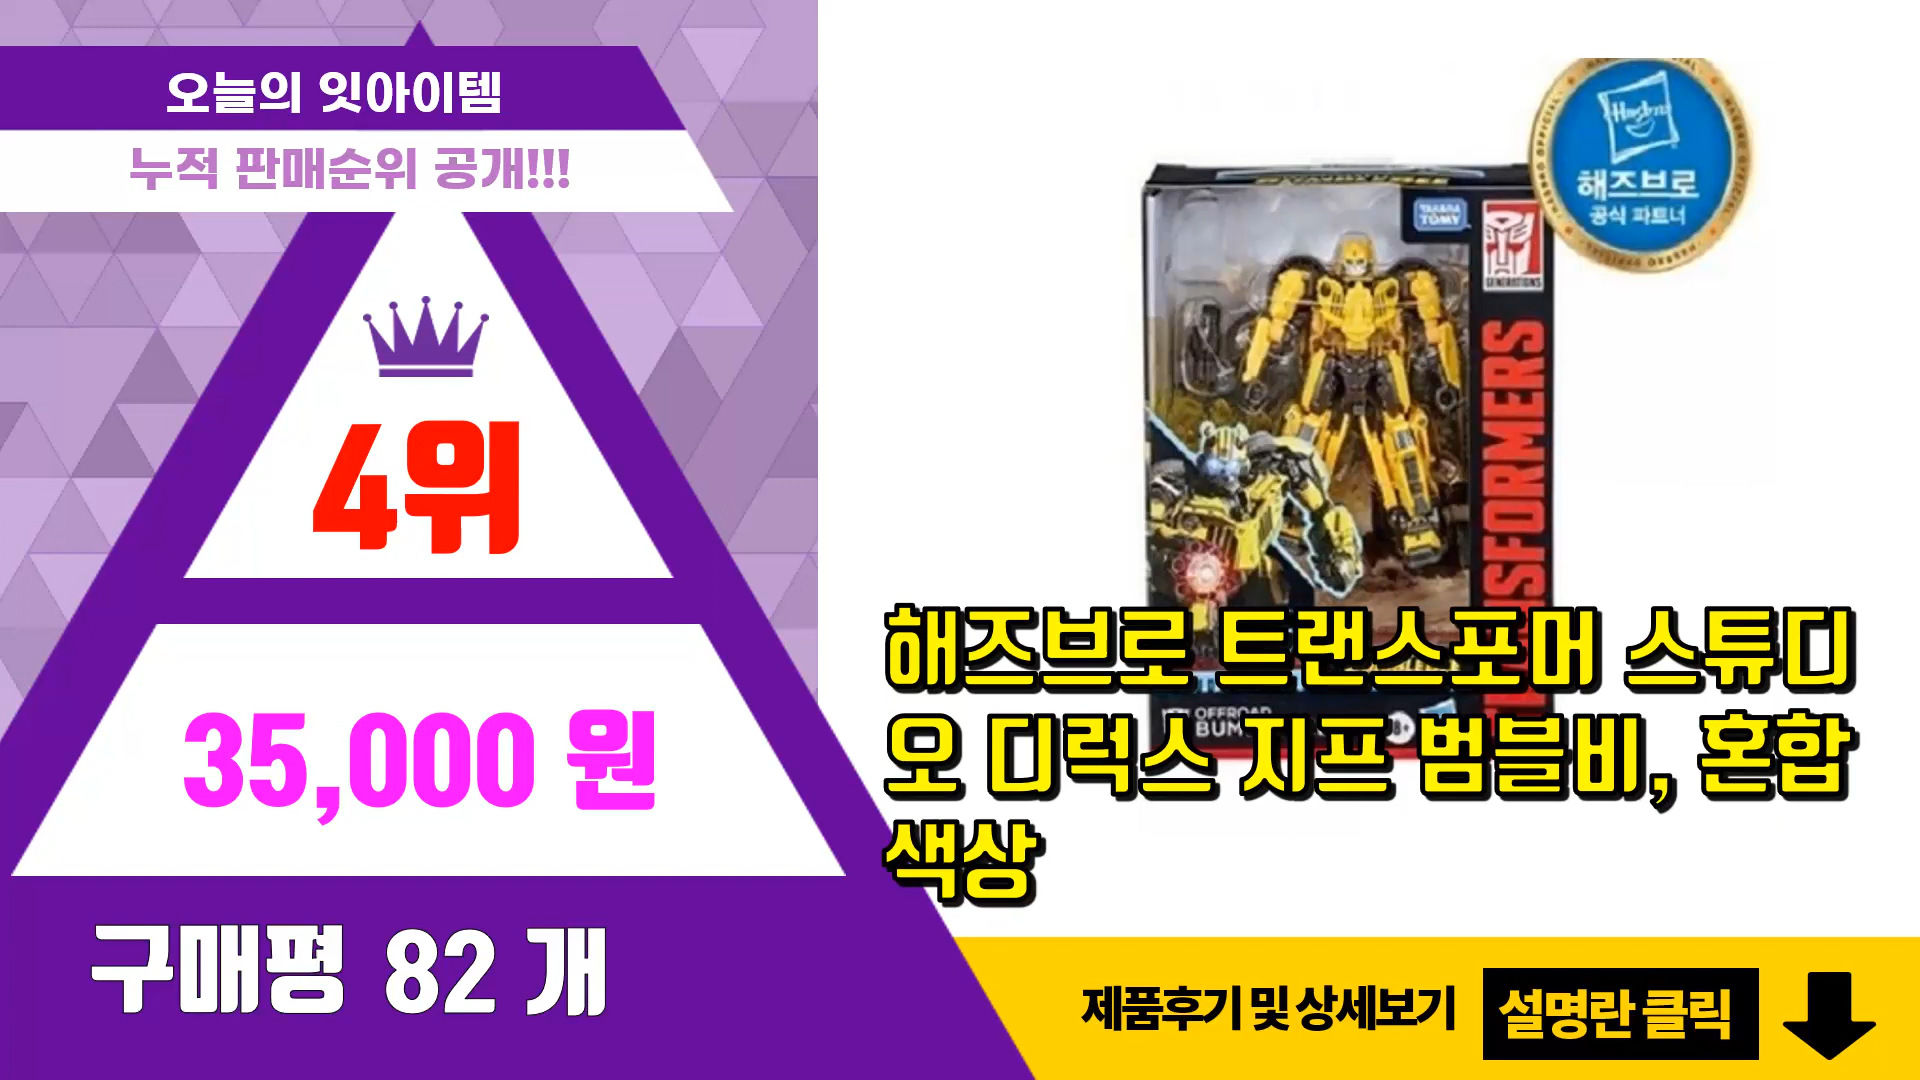 오늘의 잇아이템
누적 판매순위 공개!!!
4위
35,000 원
구매평 82 개
Hasbro
해즈브로
공식 파트너
TAKARA
TOMY
GENERATIONS
TRANSFORMERS
OFFROAD
해즈브로 트랜스포머 스튜디
오 디럭스 지프 범블비, 혼합
색상
제품후기 및 상세보기
설명란 클릭